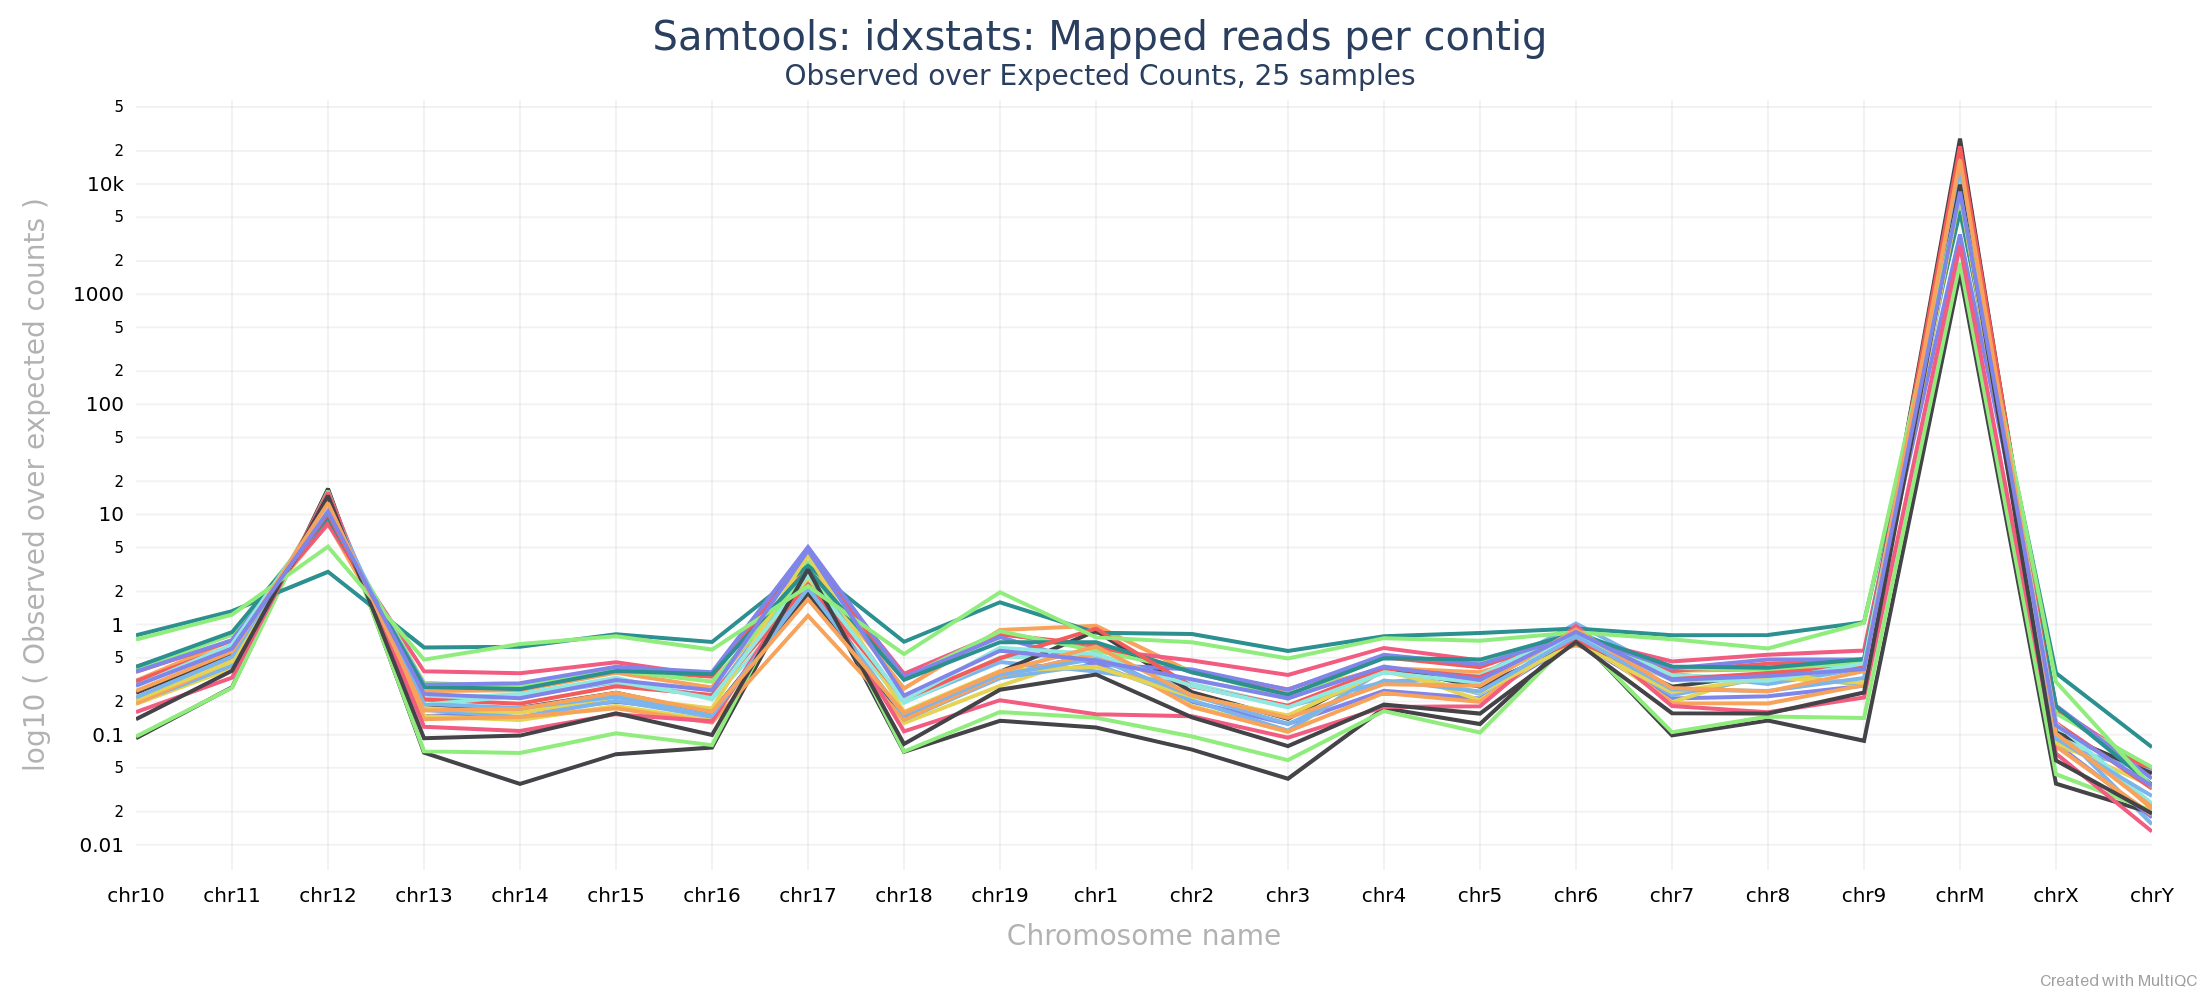 Samtools: idxstats: Mapped reads per contig
Observed over Expected Counts, 25 samples
log10 ( Observed over expected counts )
5
2
10k
5
2
1000
5
2
100
5
2
10
5
2
1
5
2
0.1
5
2
0.01
chr10 chr11 chr12 chr13 chr14 chr15 chr16 chr17 chr18 chr19 chr1 chr2 chr3 chr4 chr5 chr6 chr7 chr8 chr9 chrM chrX chrY
Chromosome name
Created with MultiQC